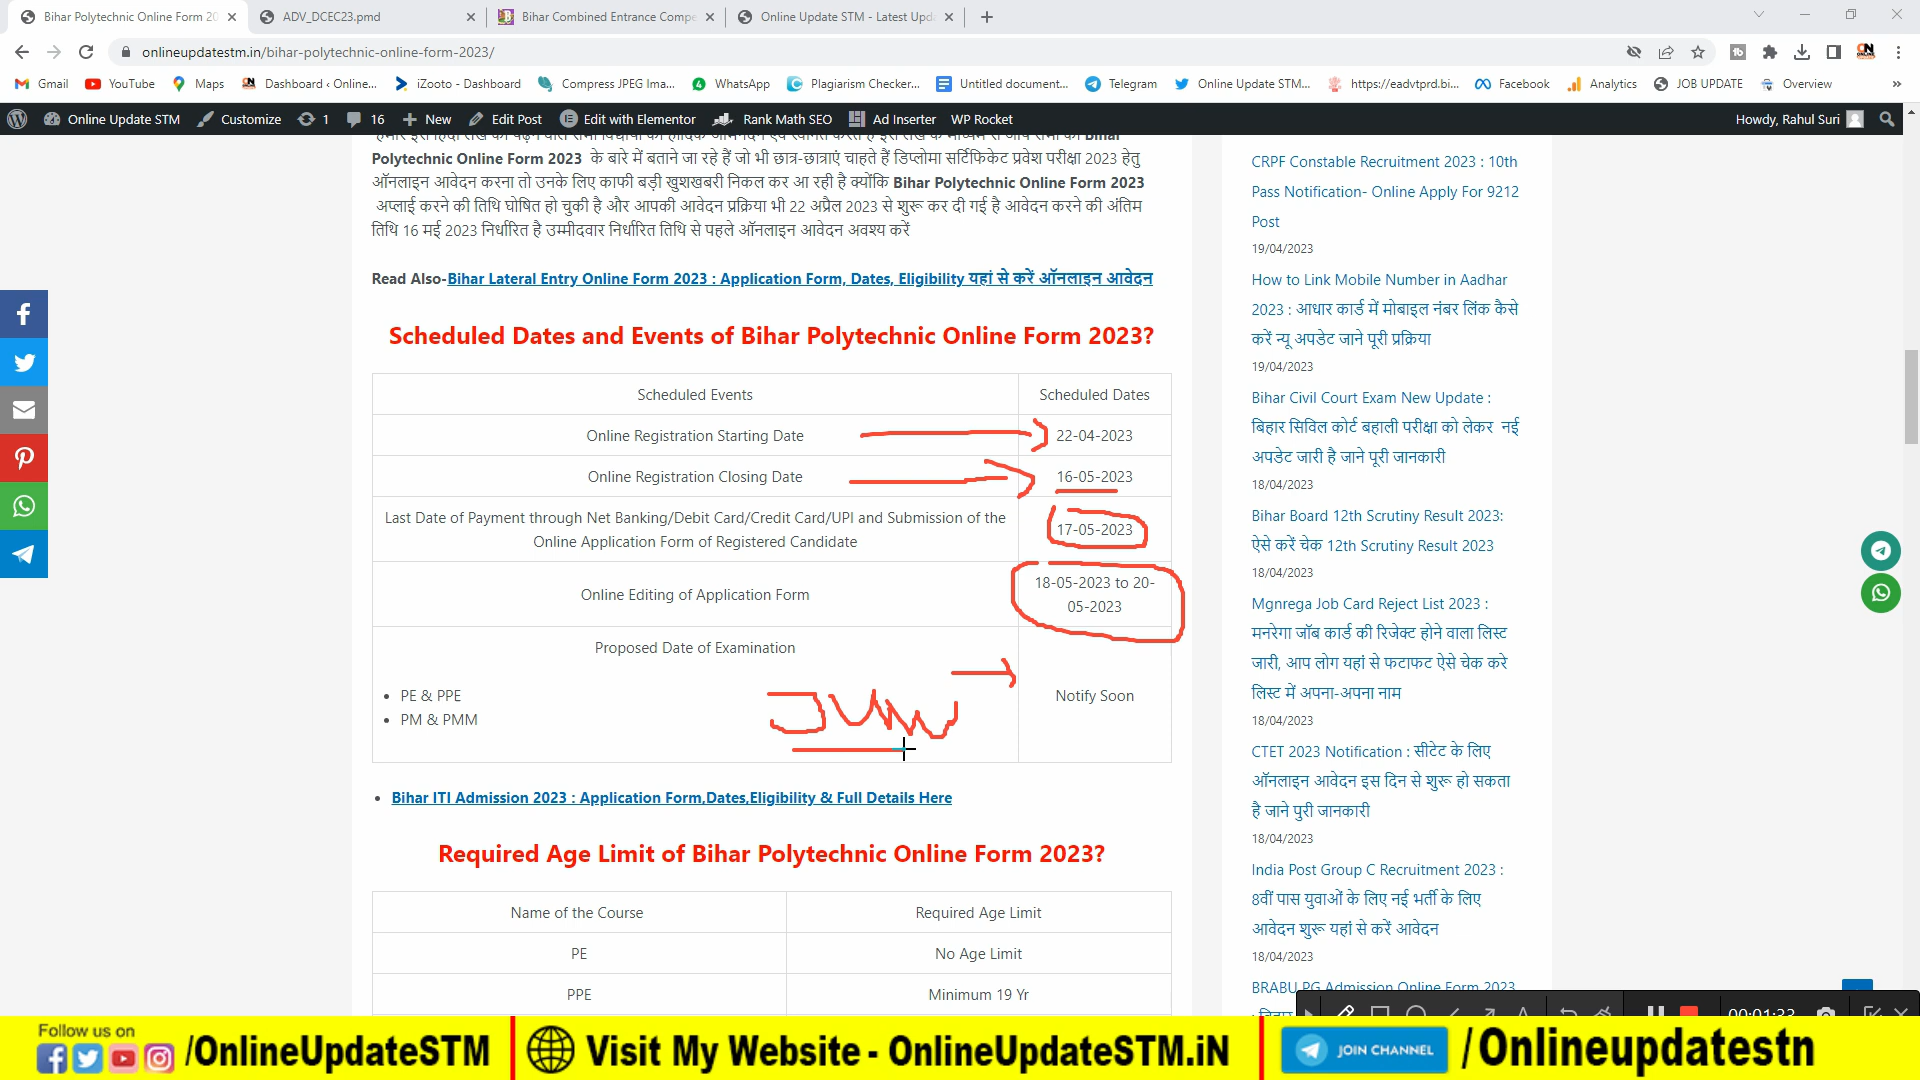 Bihar Polytechnic Online Form 20
ADV_DCEC23.pmd
Bihar Combined Entrance Compe
Online Update STM - Latest Upd
onlineupdatestm.in/bihar-polytechnic-online-form-2023/
Gmail YouTube Maps Dashboard ‹ Online... iZooto - Dashboard Compress JPEG Ima... WhatsApp Plagiarism Checker... Untitled document... Telegram Online Update STM... https://eadvtprd.bi... Facebook Analytics JOB UPDATE Overview »
Online Update STM Customize 1 16 New Edit Post Edit with Elementor Rank Math SEO Ad Inserter WP Rocket Howdy, Rahul Suri
Polytechnic Online Form 2023 के बारे में बताने जा रहे हैं जो भी छात्र-छात्राएं चाहते हैं डिप्लोमा सर्टिफिकेट प्रवेश परीक्षा 2023 हेतु
ऑनलाइन आवेदन करना तो उनके लिए काफी बड़ी खुशखबरी निकल कर आ रही है क्योंकि Bihar Polytechnic Online Form 2023
अप्लाई करने की तिथि घोषित हो चुकी है और आपकी आवेदन प्रक्रिया भी 22 अप्रैल 2023 से शुरू कर दी गई है आवेदन करने की अंतिम
तिथि 16 मई 2023 निर्धारित है उम्मीदवार निर्धारित तिथि से पहले ऑनलाइन आवेदन अवश्य करें
Read Also-Bihar Lateral Entry Online Form 2023 : Application Form, Dates, Eligibility यहां से करें ऑनलाइन आवेदन
Scheduled Dates and Events of Bihar Polytechnic Online Form 2023?
Scheduled Events Scheduled Dates
Online Registration Starting Date 22-04-2023
Online Registration Closing Date 16-05-2023
Last Date of Payment through Net Banking/Debit Card/Credit Card/UPI and Submission of the
Online Application Form of Registered Candidate
17-05-2023
Online Editing of Application Form
18-05-2023 to 20-
05-2023
Proposed Date of Examination
PE & PPE
PM & PMM
Notify Soon
Bihar ITI Admission 2023 : Application Form,Dates,Eligibility & Full Details Here
Required Age Limit of Bihar Polytechnic Online Form 2023?
Name of the Course Required Age Limit
PE No Age Limit
PPE Minimum 19 Yr
CRPF Constable Recruitment 2023 : 10th
Pass Notification- Online Apply For 9212
Post
19/04/2023
How to Link Mobile Number in Aadhar
2023 : आधार कार्ड में मोबाइल नंबर लिंक कैसे
करें न्यू अपडेट जाने पूरी प्रक्रिया
19/04/2023
Bihar Civil Court Exam New Update :
बिहार सिविल कोर्ट बहाली परीक्षा को लेकर नई
अपडेट जारी है जाने पूरी जानकारी
18/04/2023
Bihar Board 12th Scrutiny Result 2023:
ऐसे करें चेक 12th Scrutiny Result 2023
18/04/2023
Mgnrega Job Card Reject List 2023 :
मनरेगा जॉब कार्ड की रिजेक्ट होने वाला लिस्ट
जारी, आप लोग यहां से फटाफट ऐसे चेक करे
लिस्ट में अपना-अपना नाम
18/04/2023
CTET 2023 Notification : सीटेट के लिए
ऑनलाइन आवेदन इस दिन से शुरू हो सकता
है जाने पुरी जानकारी
18/04/2023
India Post Group C Recruitment 2023 :
8वीं पास युवाओं के लिए नई भर्ती के लिए
आवेदन शुरू यहां से करें आवेदन
18/04/2023
BRABU PG Admission Online Form 2023
00:01:33
Follow us on
/OnlineUpdateSTM
Visit My Website - OnlineUpdateSTM.iN
JOIN CHANNEL
/Onlineupdatestn